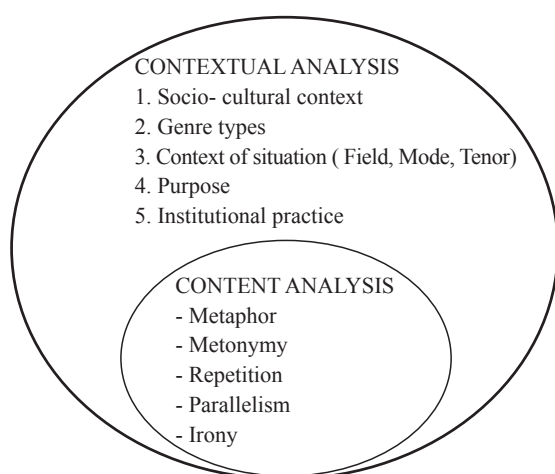 CONTEXTUAL ANALYSIS
1. Socio- cultural context
2. Genre types
3. Context of situation ( Field, Mode, Tenor)
4. Purpose
5. Institutional practice
CONTENT ANALYSIS
- Metaphor
- Metonymy
- Repetition
- Parallelism
- Irony